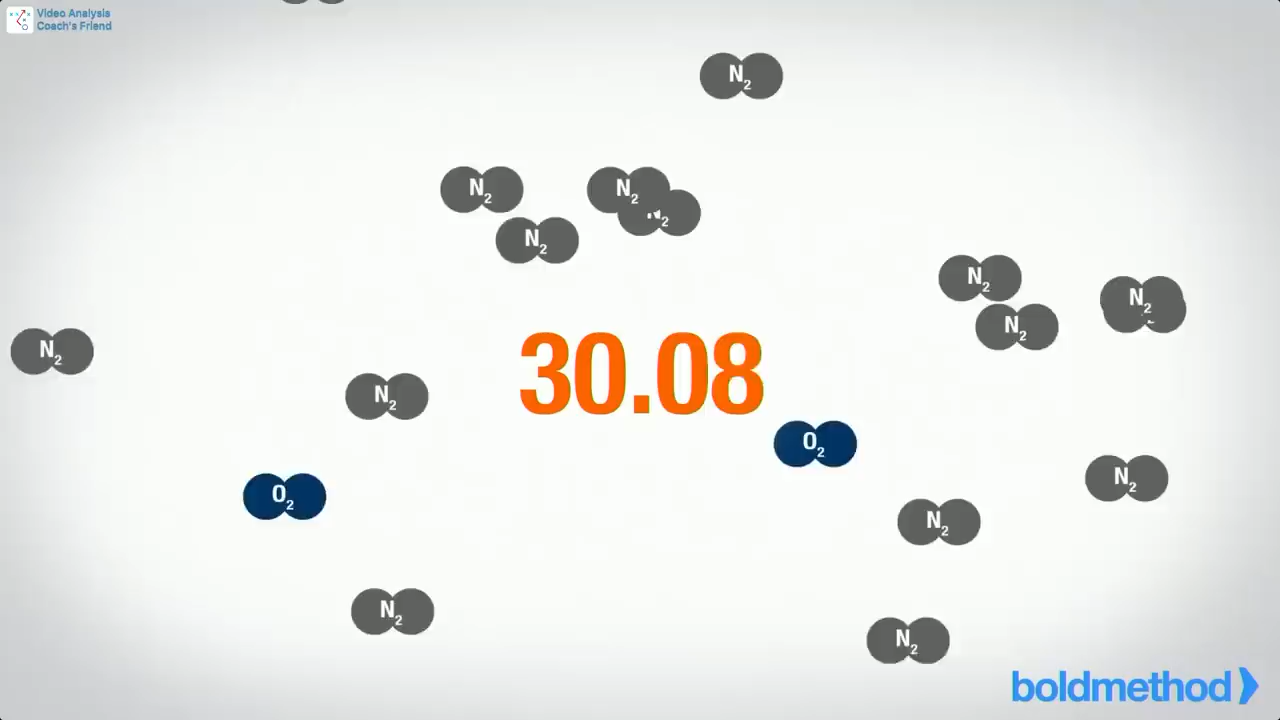 Video Analysis
Coach's Friend
N₂
N₂
N₂
N₂
N₂
N₂
N₂
N₂
30.08
N₂
O₂
N₂
O₂
N₂
N₂
N₂
boldmethod